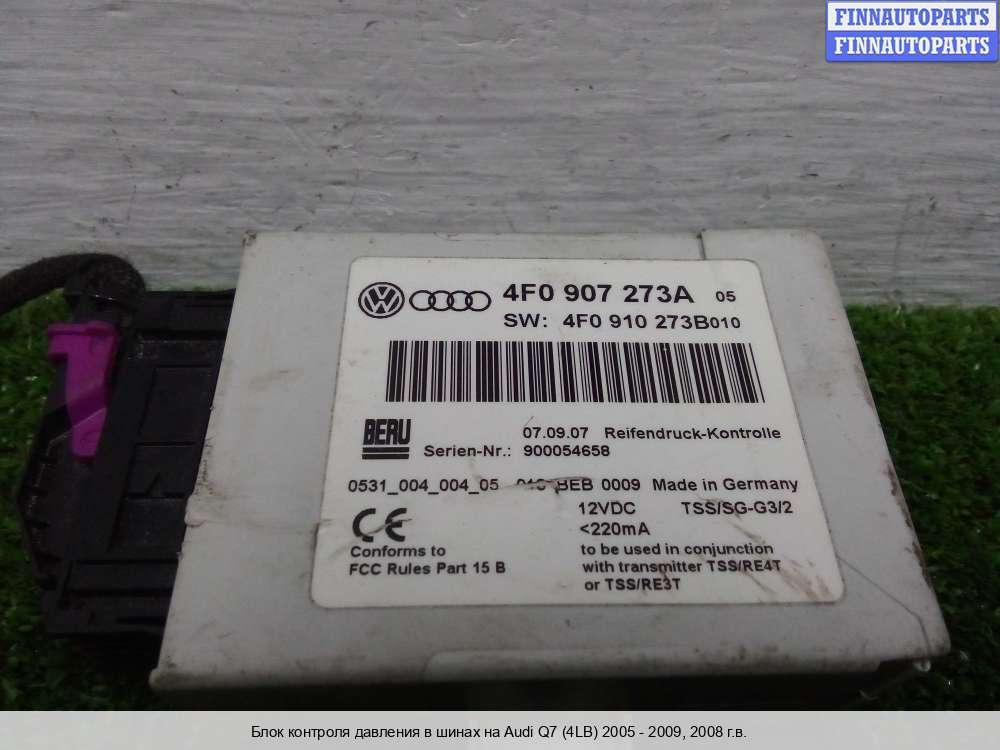 FINNAUTOPARTS
FINNAUTOPARTS
4F0 907 273A 05
SW: 4F0 910 273B010
BERU
07.09.07 Reifendruck-Kontrolle
Serien-Nr.: 900054658
0531_004_004_05 BEB 0009 Made in Germany
12VDC TSS/SG-G3/2
<220mA
CE
Conforms to
FCC Rules Part 15 B
to be used in conjunction
with transmitter TSS/RE4T
or TSS/RE3T
Блок контроля давления в шинах на Audi Q7 (4LB) 2005 - 2009, 2008 г.в.